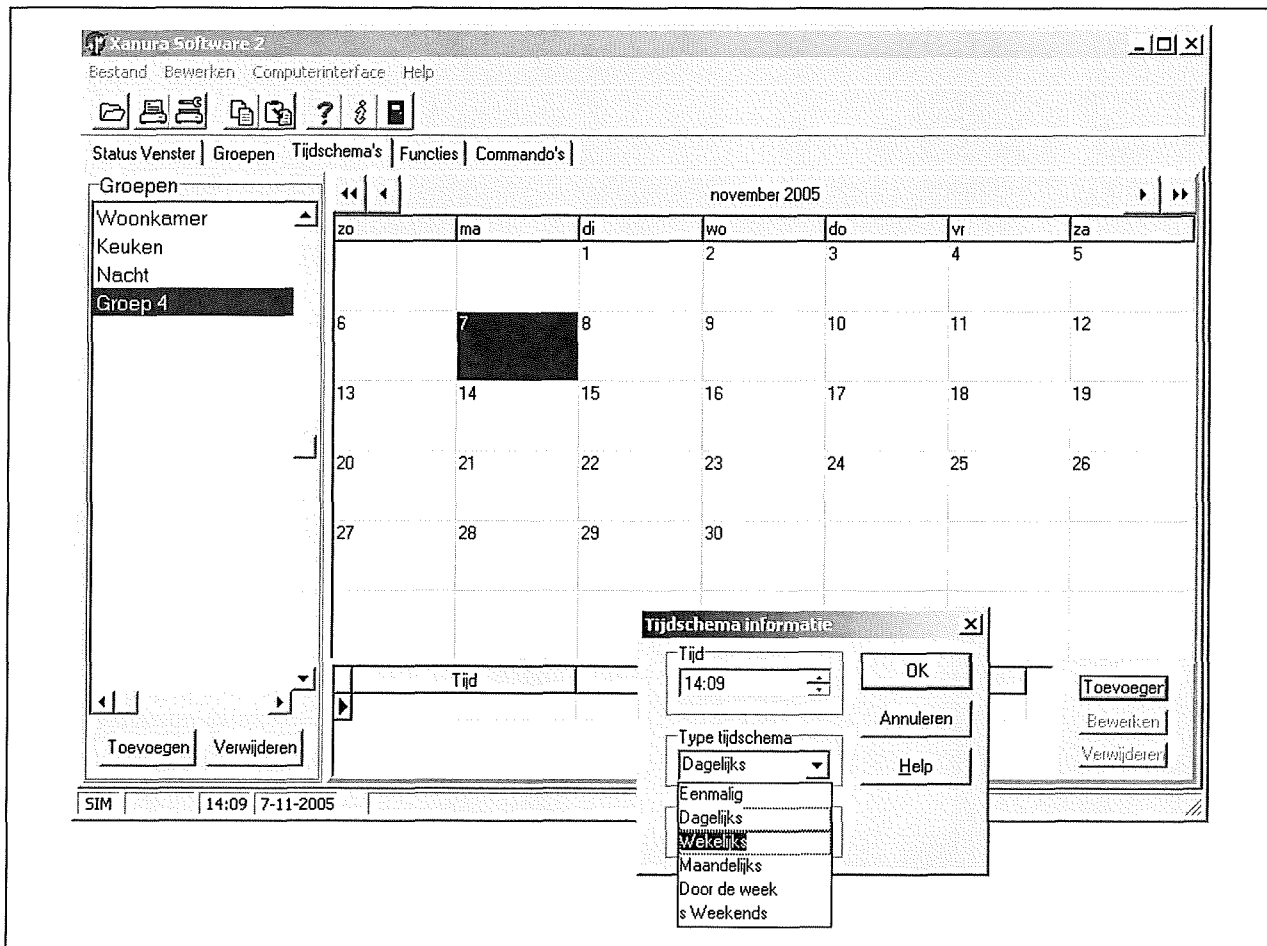 Xanura Software 2
Bestand Bewerken Computerinterface Help
Status Venster Groepen Tijdschema's Functies Commando's
Groepen
Woonkamer
Keuken
Nacht
Groep 4
november 2005
zo ma di wo do vr za
1 2 3 4 5
6 7 8 9 10 11 12
13 14 15 16 17 18 19
20 21 22 23 24 25 26
27 28 29 30
Tijd
Toevoegen Verwijderen
Toevoeger
Bewerken
Verwijderer
Tijdschema informatie
Tijd
14:09
OK
Annuleren
Help
Type tijdschema
Dagelijks
Eenmalig
Dagelijks
Wekelijks
Maandelijks
Door de week
s Weekends
SIM 14:09 7-11-2005